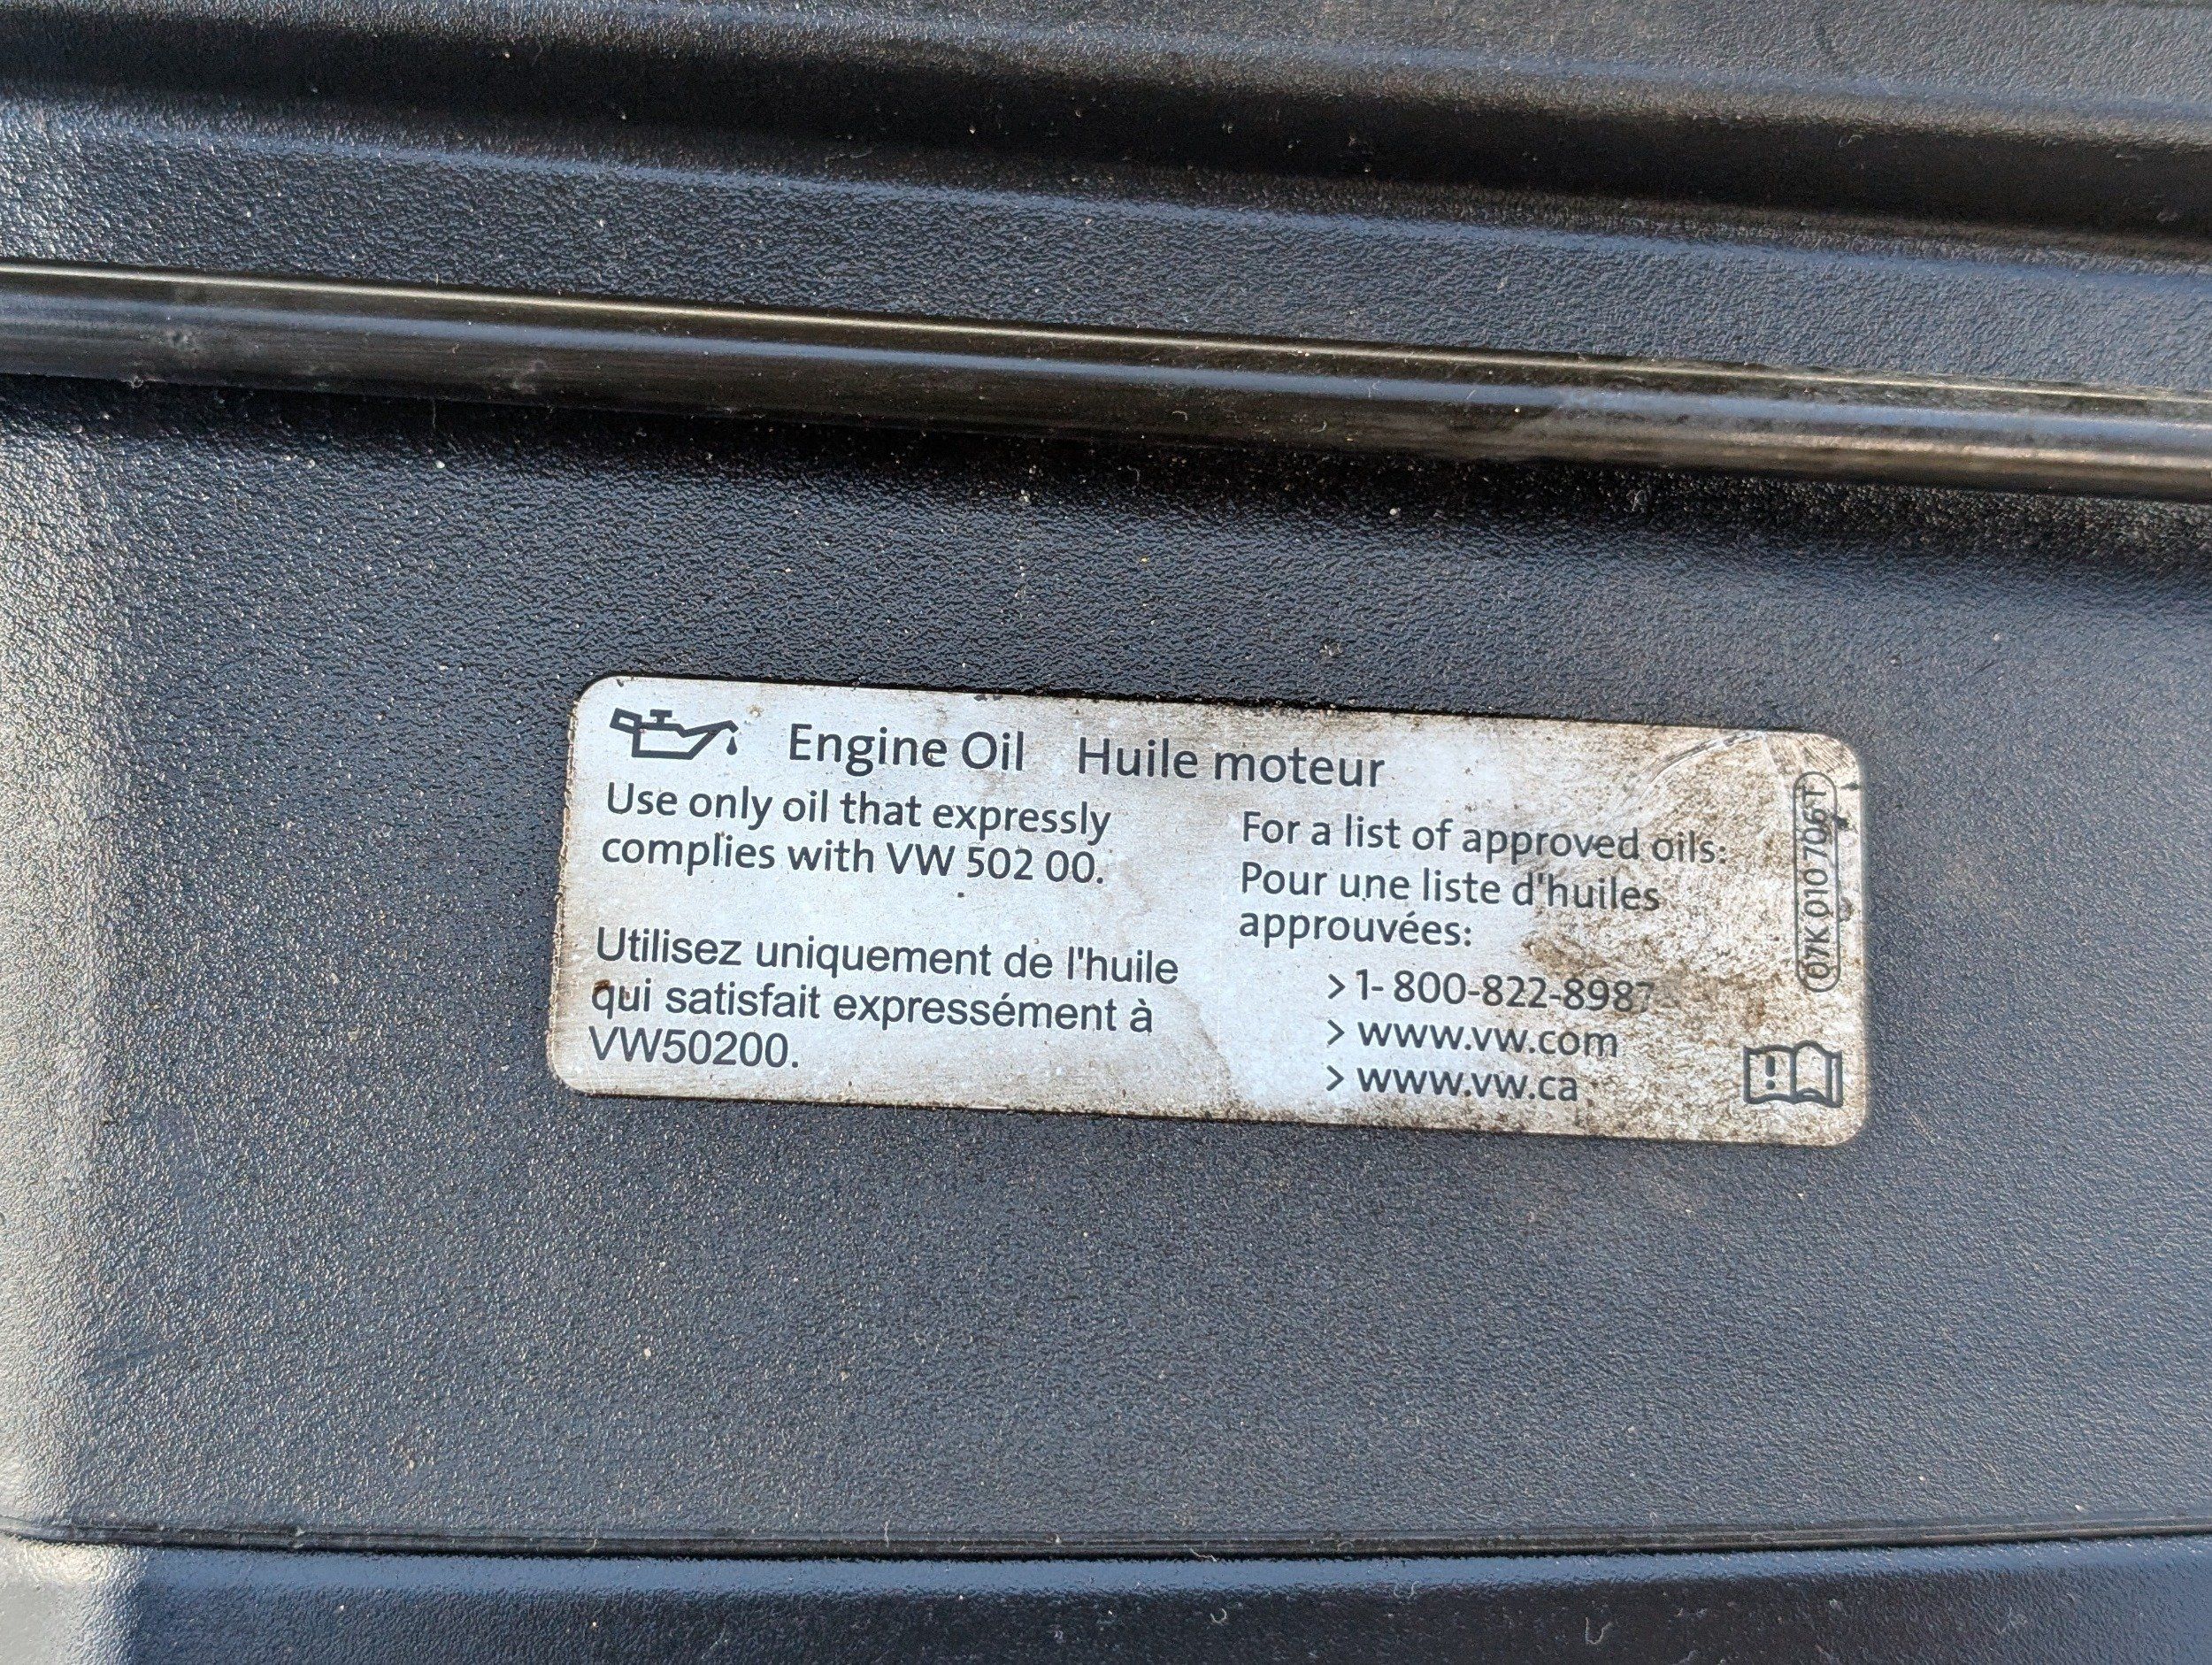 Engine Oil Huile moteur
Use only oil that expressly
complies with VW 502 00.
Utilisez uniquement de l'huile
qui satisfait expressément à
VW50200.
For a list of approved oils:
Pour une liste d'huiles
approuvées:
>1- 800-822-8987
> www.vw.com
> www.vw.ca
07K 010 706 T